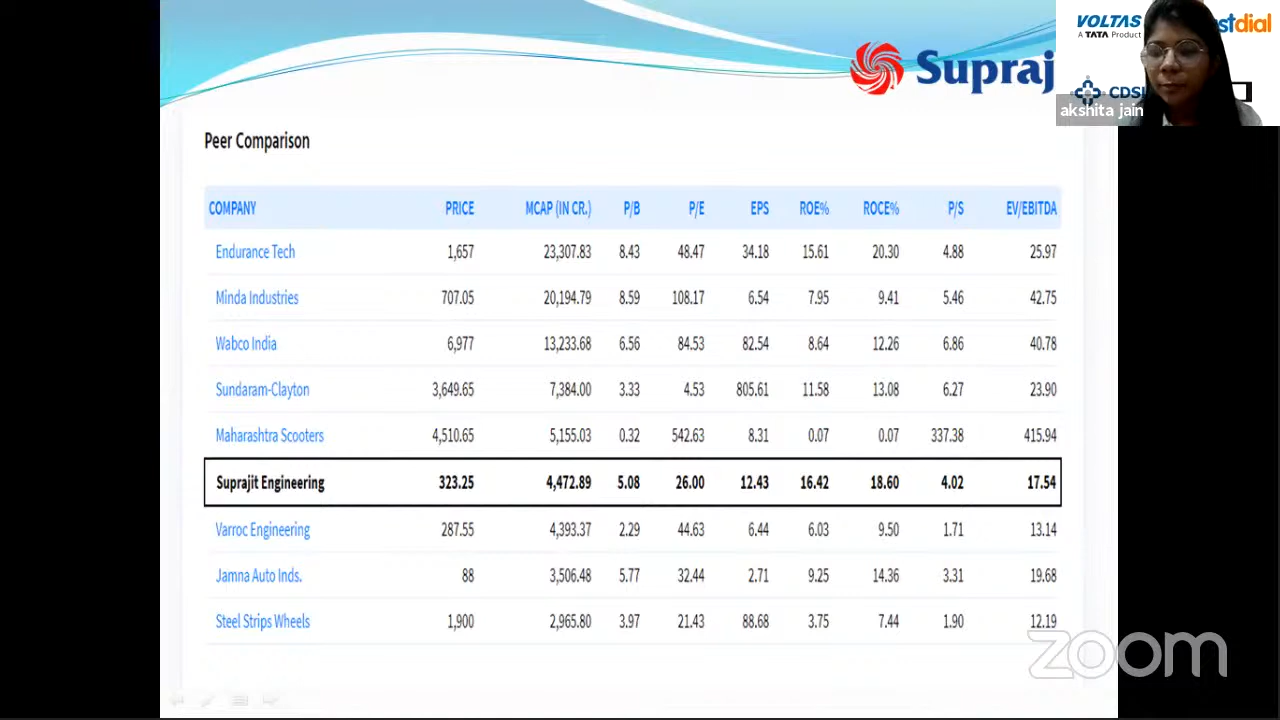 VOLTAS
A TATA Product
stdial
Supraj
CDSL
akshita jain
Peer Comparison
COMPANY PRICE MCAP (IN CR.) P/B P/E EPS ROE% ROCE% P/S EV/EBITDA
Endurance Tech 1,657 23,307.83 8.43 48.47 34.18 15.61 20.30 4.88 25.97
Minda Industries 707.05 20,194.79 8.59 108.17 6.54 7.95 9.41 5.46 42.75
Wabco India 6,977 13,233.68 6.56 84.53 82.54 8.64 12.26 6.86 40.78
Sundaram-Clayton 3,649.65 7,384.00 3.33 4.53 805.61 11.58 13.08 6.27 23.90
Maharashtra Scooters 4,510.65 5,155.03 0.32 542.63 8.31 0.07 0.07 337.38 415.94
Suprajit Engineering 323.25 4,472.89 5.08 26.00 12.43 16.42 18.60 4.02 17.54
Varroc Engineering 287.55 4,393.37 2.29 44.63 6.44 6.03 9.50 1.71 13.14
Jamna Auto Inds. 88 3,506.48 5.77 32.44 2.71 9.25 14.36 3.31 19.68
Steel Strips Wheels 1,900 2,965.80 3.97 21.43 88.68 3.75 7.44 1.90 12.19
zoom